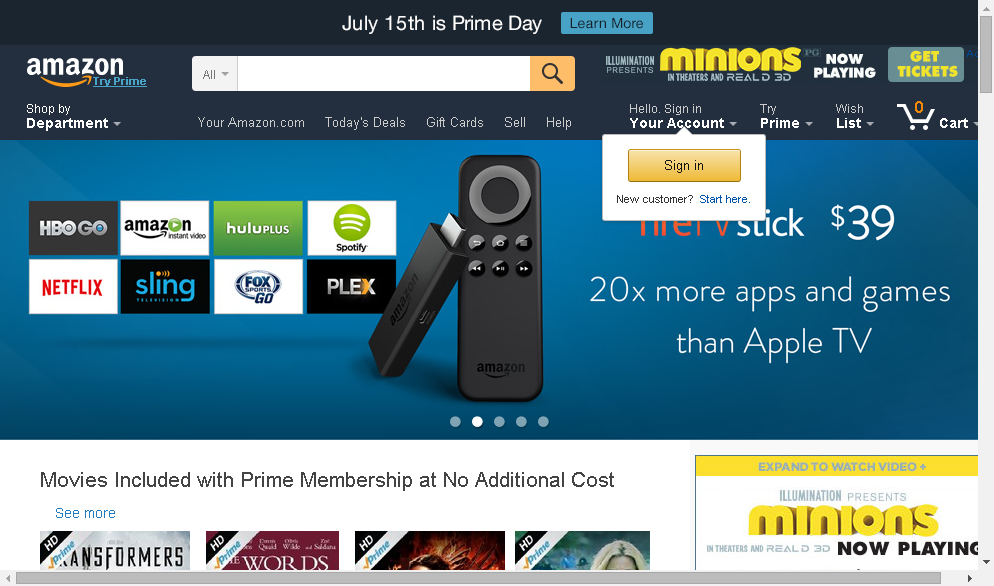 July 15th is Prime Day Learn More
amazon
Try Prime
All
ILLUMINATION PRESENTS
minions
IN THEATERS AND REAL D 3D
PG
NOW PLAYING
GET TICKETS
Shop by
Department
Your Amazon.com Today's Deals Gift Cards Sell Help
Hello. Sign in
Your Account
Try
Prime
Wish
List
0
Cart
Sign in
New customer? Start here.
HBO GO
amazon instant video
huluPLUS
Spotify
NETFLIX
sling TELEVISION
FOX SPORTS GO
PLEX
amazon
amazon
fire tv stick $39
20x more apps and games
than Apple TV
Movies Included with Prime Membership at No Additional Cost
See more
HD Prime TRANSFORMERS
HD Prime THE WORDS
HD Prime
HD Prime
EXPAND TO WATCH VIDEO +
ILLUMINATION PRESENTS
minions
IN THEATERS AND REAL D 3D NOW PLAYING